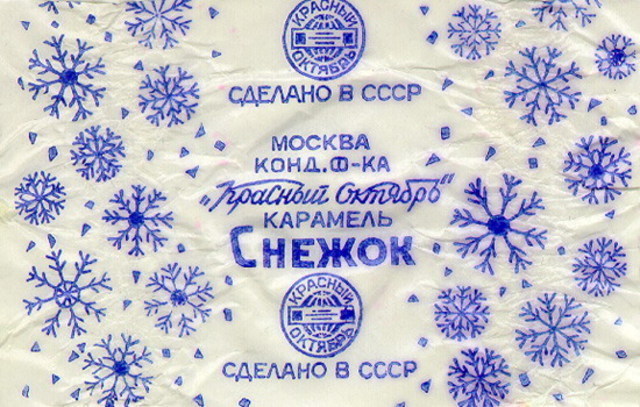 КРАСНЫЙ
ОКТЯБРЬ
СДЕЛАНО В СССР
МОСКВА
КОНД. Ф-КА
„Красный Октябрь“
КАРАМЕЛЬ
СНЕЖОК
КРАСНЫЙ
ОКТЯБРЬ
СДЕЛАНО В СССР